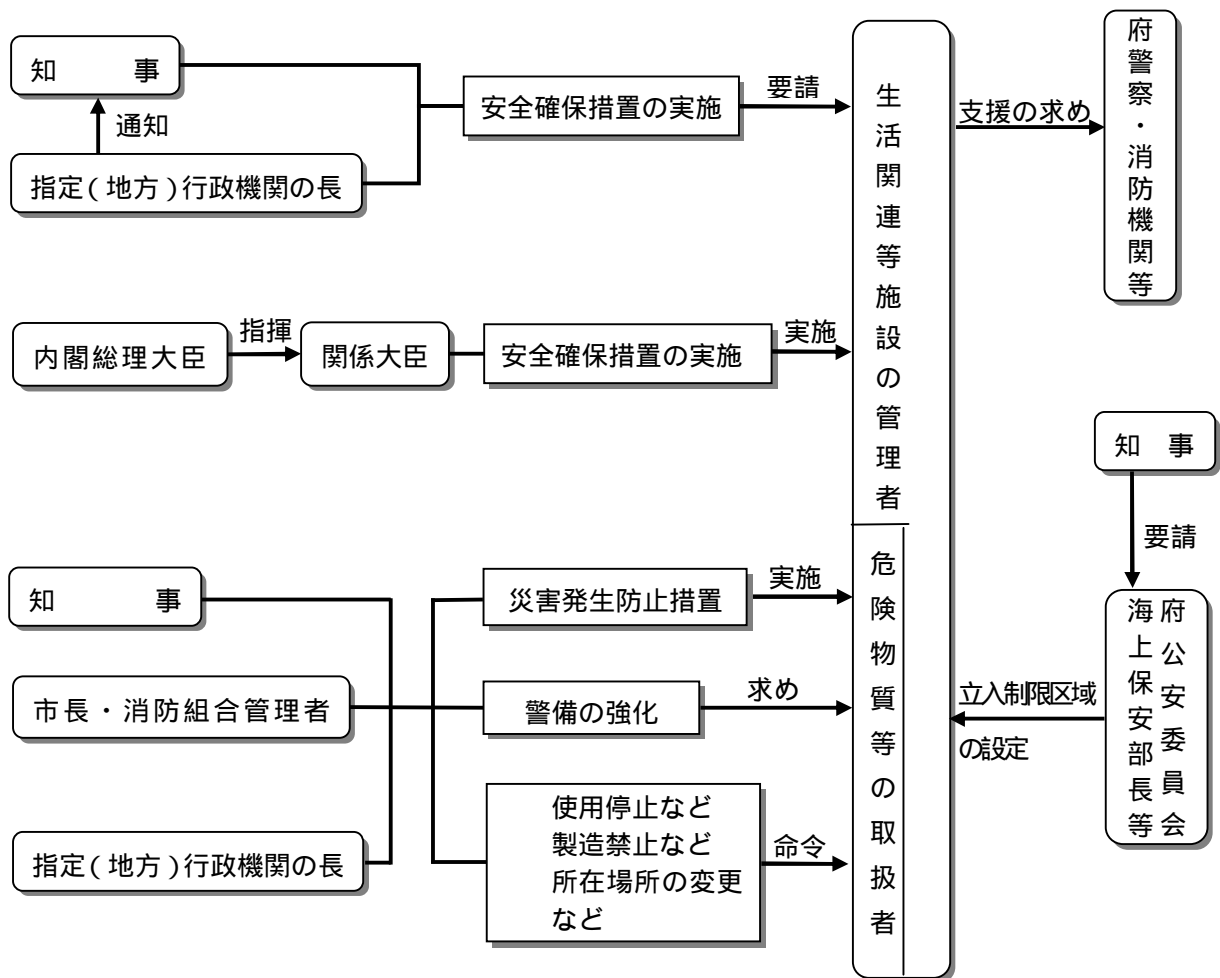 知　　事
通知
指定(地方)行政機関の長
安全確保措置の実施
要請
内閣総理大臣
指揮
関係大臣
安全確保措置の実施
実施
知　　事
市長・消防組合管理者
指定(地方)行政機関の長
災害発生防止措置
実施
警備の強化
求め
使用停止など
製造禁止など
所在場所の変更
など
命令
生活関連等施設の管理者
危険物質等の取扱者
支援の求め
府警察・消防機関等
知　事
要請
府公安委員会
海上保安部長等
立入制限区域
の設定